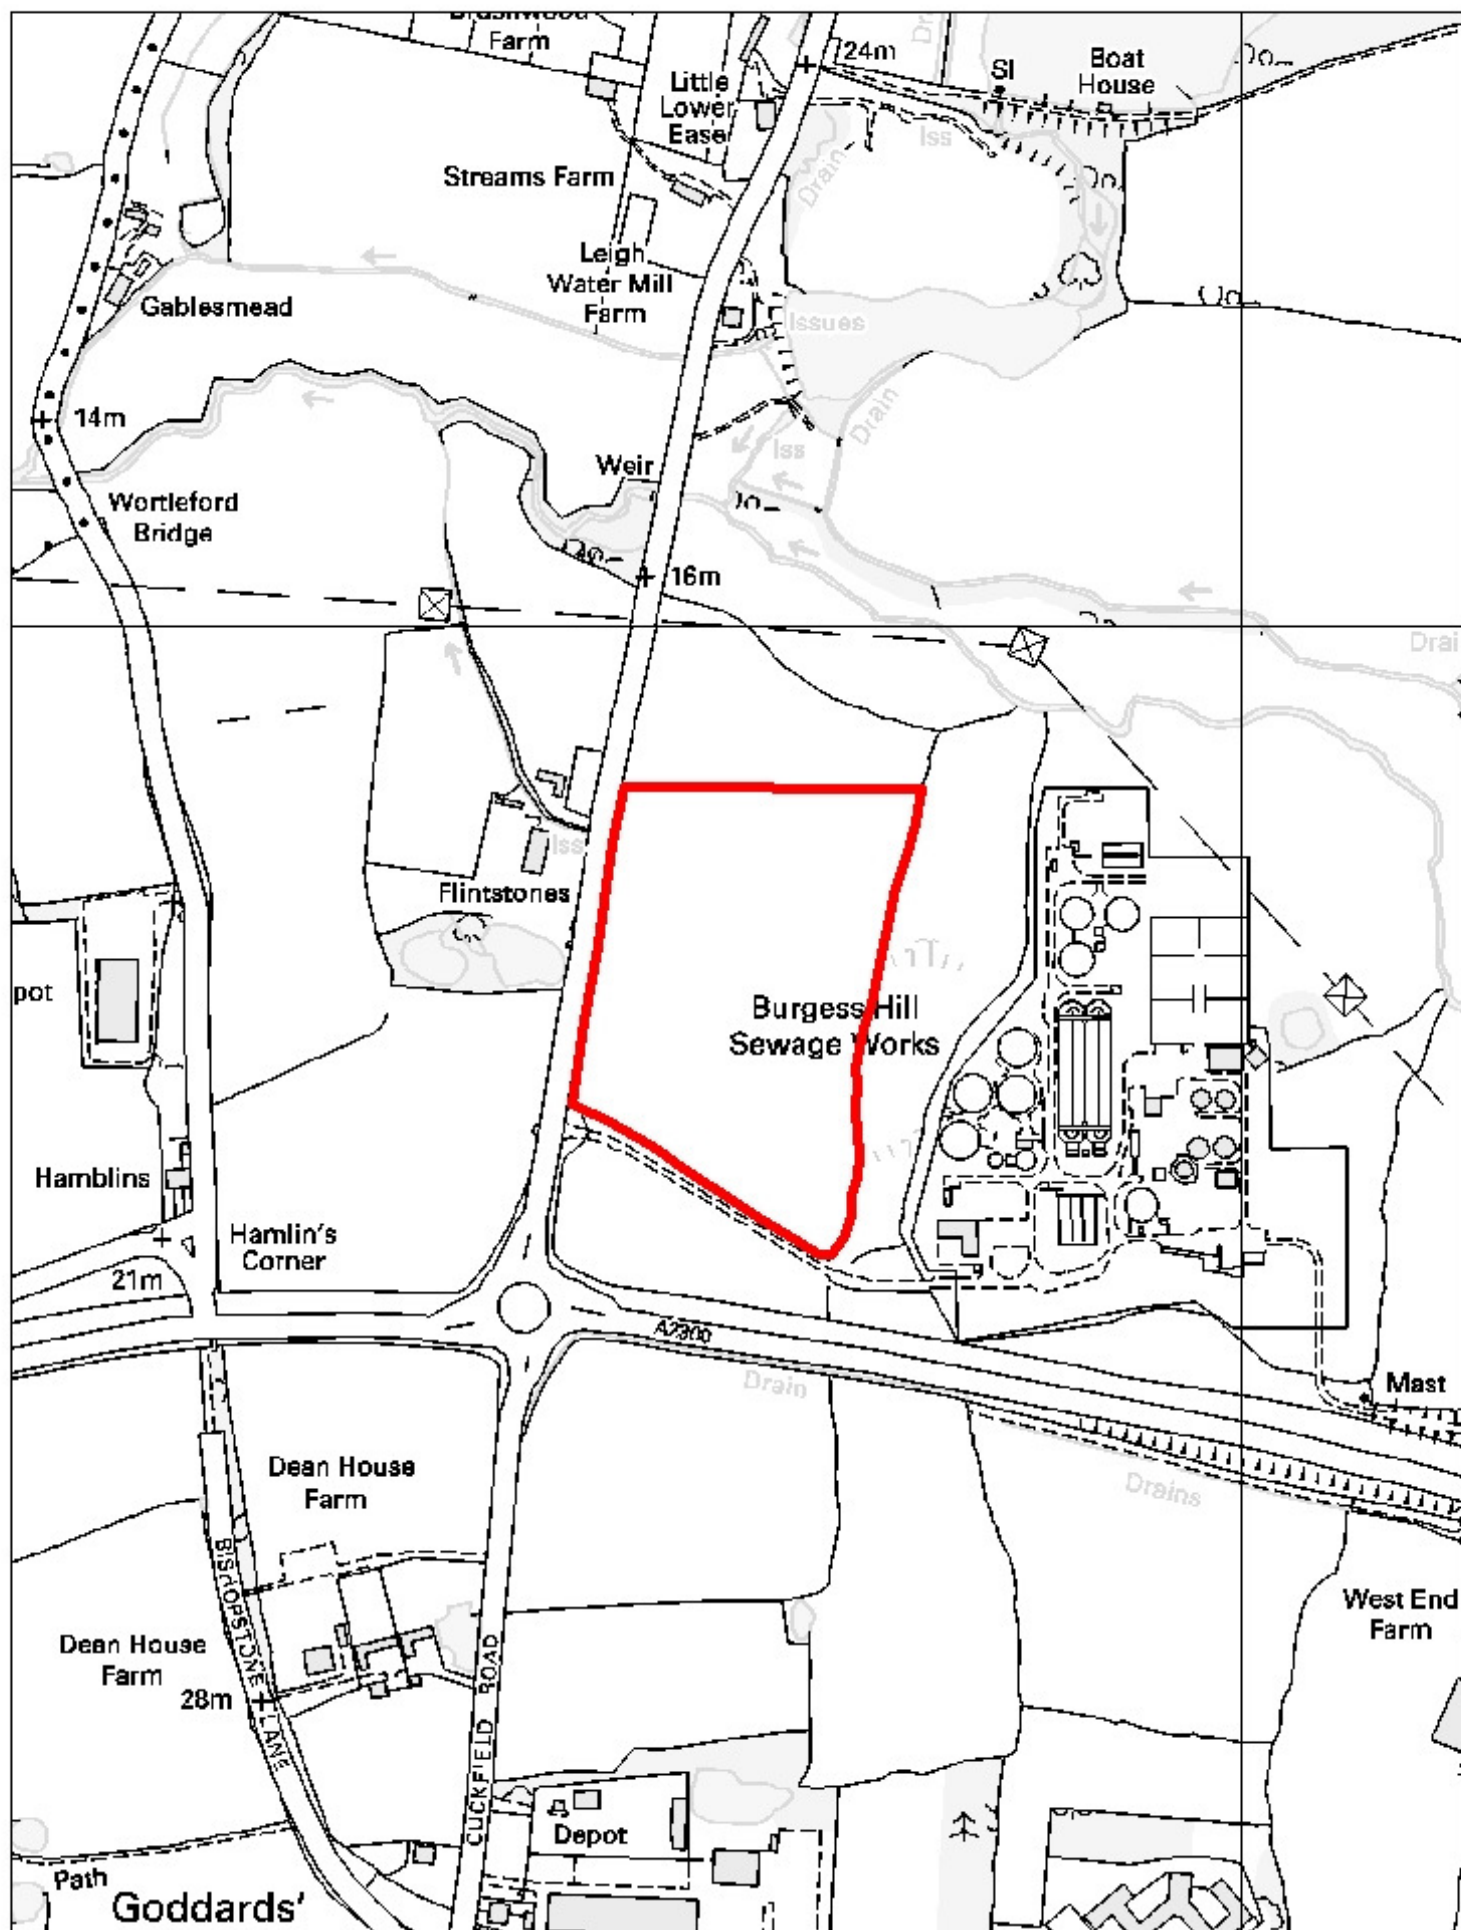 Farm
24m
Drain
SI
Boat
House
Little
Lower
Ease
Iss
Drain
Streams Farm
Leigh
Water Mill
Farm
Gablesmead
Issues
14m
Drain
Iss
Weir
Wortleford
Bridge
16m
Drai
Iss
Flintstones
pot
Burgess Hill
Sewage Works
Hamblins
Hamlin's
Corner
21m
A2300
Drain
Mast
Dean House
Farm
Drains
BISHOPSTONE LANE
West End
Farm
Dean House
Farm
28m
CUCKFIELD ROAD
Depot
Path
Goddards'